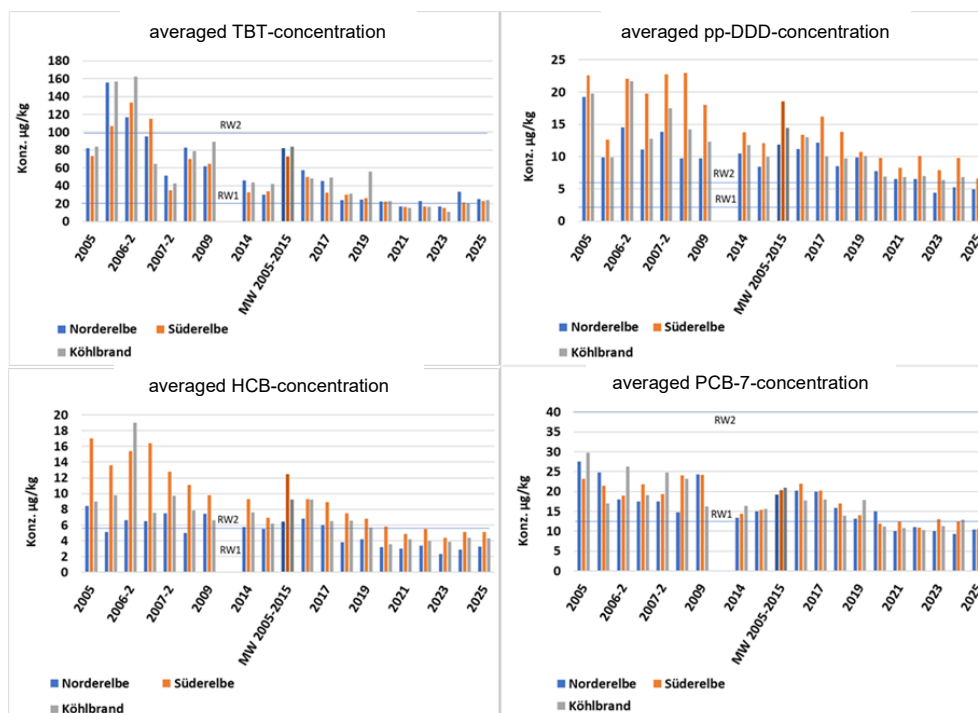 averaged TBT-concentration
Konz. µg/kg
180
160
140
120
100
80
60
40
20
0
RW2
RW1
2005
2006-2
2007-2
2009
2014
MW 2005-2015
2017
2019
2021
2023
2025
Norderelbe
Süderelbe
Köhlbrand
averaged pp-DDD-concentration
Konz. µg/kg
25
20
15
10
5
0
RW2
RW1
2005
2006-2
2007-2
2009
2014
MW 2005-2015
2017
2019
2021
2023
2025
Norderelbe
Süderelbe
Köhlbrand
averaged HCB-concentration
Konz. µg/kg
20
18
16
14
12
10
8
6
4
2
0
RW2
RW1
2005
2006-2
2007-2
2009
2014
MW 2005-2015
2017
2019
2021
2023
2025
Norderelbe
Süderelbe
Köhlbrand
averaged PCB-7-concentration
Konz. µg/kg
40
35
30
25
20
15
10
5
0
RW2
RW1
2005
2006-2
2007-2
2009
2014
MW 2005-2015
2017
2019
2021
2023
2025
Norderelbe
Süderelbe
Köhlbrand